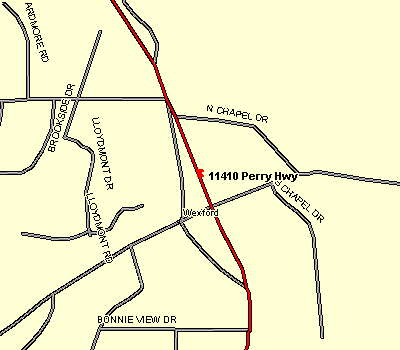 ARDMORE RD
BROOKSIDE DR
N CHAPEL DR
LLOYDMONT DR
11410 Perry Hwy
S CHAPEL DR
LLOYDMONT RD
Wexford
BONNIE VIEW DR